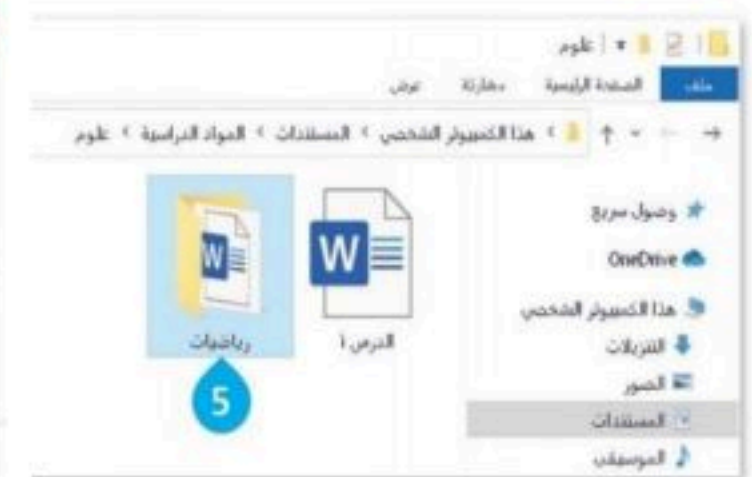 علوم
ملف الصفحة الرئيسية مشاركة عرض
هذا الكمبيوتر الشخصي > المستندات > المواد الدراسية > علوم
وصول سريع
OneDrive
هذا الكمبيوتر الشخصي
التنزيلات
الصور
المستندات
الموسيقى
W
الدرس ١
W
رياضيات
5